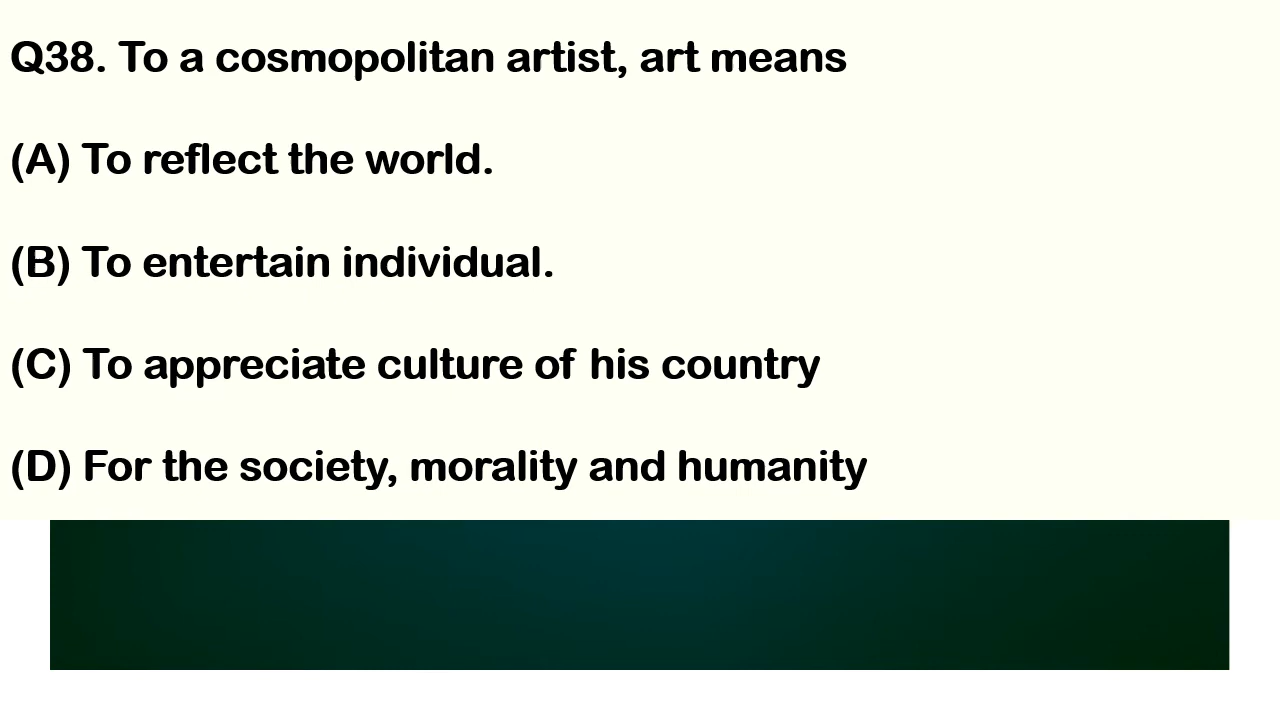 Q38. To a cosmopolitan artist, art means
(A) To reflect the world.
(B) To entertain individual.
(C) To appreciate culture of his country
(D) For the society, morality and humanity